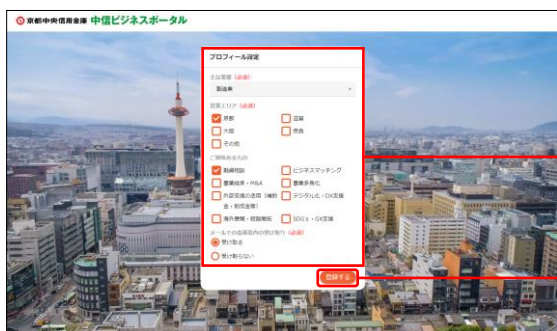 京都中央信用金庫 中信ビジネスポータル
プロフィール設定
主な業種 (必須)
製造業
営業エリア (必須)
京都
滋賀
大阪
奈良
その他
ご興味あるもの
融資相談
ビジネスマッチング
事業承継・M&A
事業多角化
外部支援の活用(補助金・助成金等)
デジタル化・DX支援
海外展開・販路開拓
SDGs・GX支援
メールでの各種案内の受け取り (必須)
受け取る
受け取らない
登録する